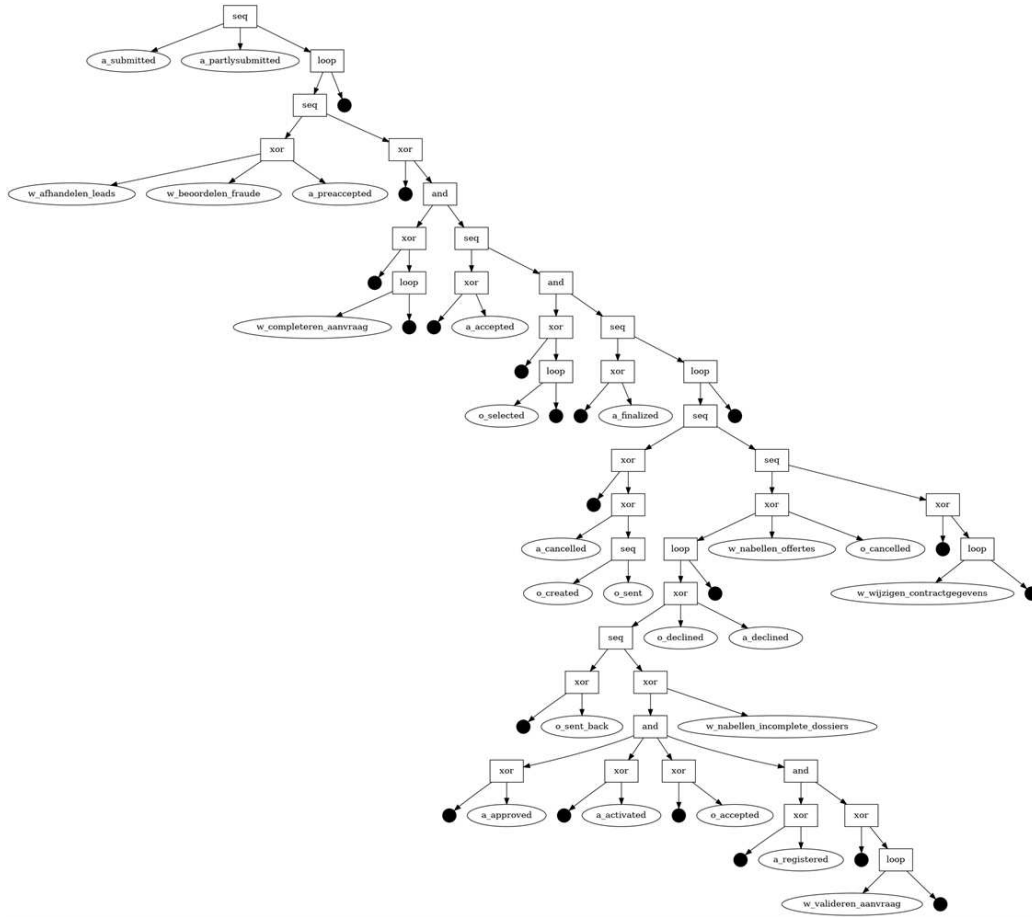 seq
a_submitted a_partlysubmitted loop
seq
xor xor
w_afhandelen_leads w_beoordelen_fraude a_preaccepted and
xor seq
loop xor and
w_completeren_aanvraag a_accepted xor seq
loop xor loop
o_selected a_finalized seq
xor seq
xor xor xor
a_cancelled seq loop w_nabellen_offertes o_cancelled loop
o_created o_sent xor w_wijzigen_contractgegevens
seq o_declined a_declined
xor xor
o_sent_back and w_nabellen_incomplete_dossiers
xor xor xor and
a_approved a_activated o_accepted xor xor
a_registered loop
w_valideren_aanvraag